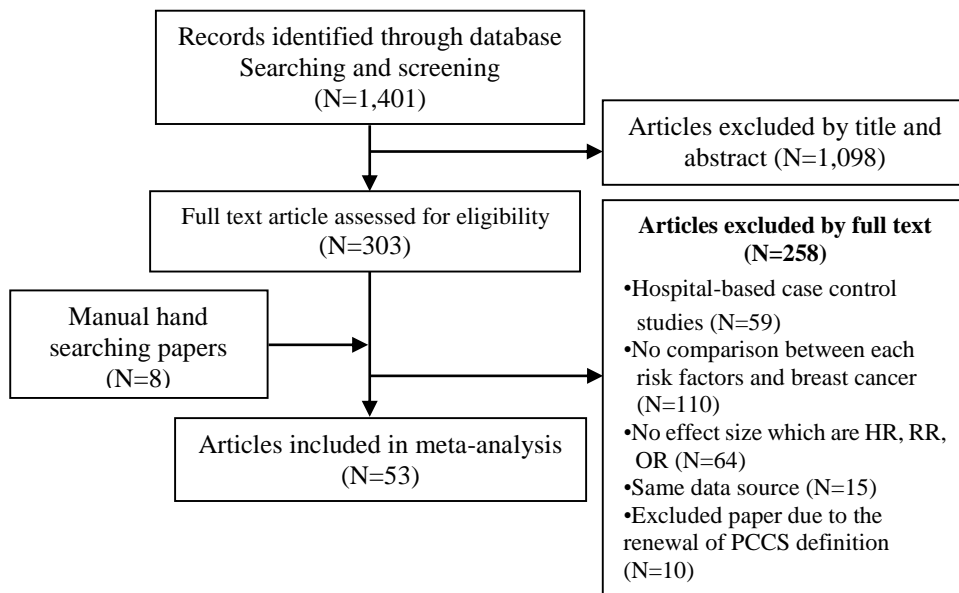 Records identified through database
Searching and screening
(N=1,401)
Articles excluded by title and
abstract (N=1,098)
Full text article assessed for eligibility
(N=303)
Manual hand
searching papers
(N=8)
Articles excluded by full text
(N=258)
•Hospital-based case control
studies (N=59)
•No comparison between each
risk factors and breast cancer
(N=110)
•No effect size which are HR, RR,
OR (N=64)
•Same data source (N=15)
•Excluded paper due to the
renewal of PCCS definition
(N=10)
Articles included in meta-analysis
(N=53)